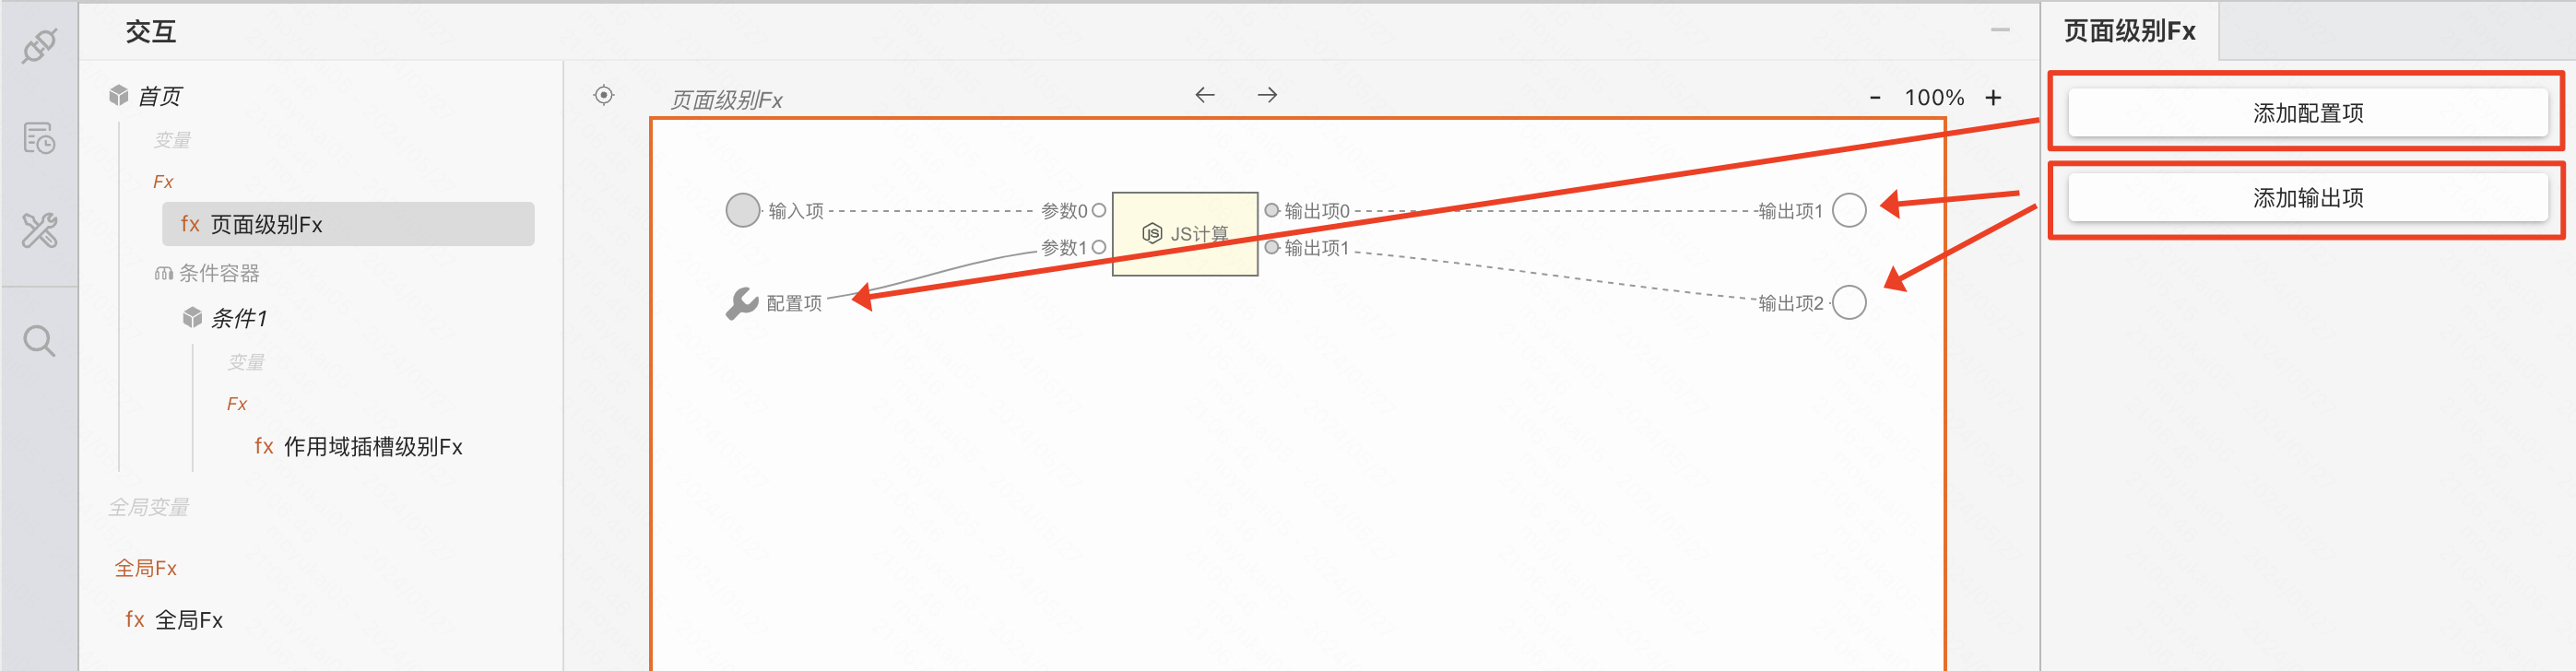 交互
首页
变量
Fx
fx 页面级别Fx
条件容器
条件1
变量
Fx
fx 作用域插槽级别Fx
全局变量
全局Fx
fx 全局Fx
页面级别Fx
- 100% +
输入项
参数0
参数1
配置项
JS计算
输出项0
输出项1
输出项1
输出项2
页面级别Fx
添加配置项
添加输出项